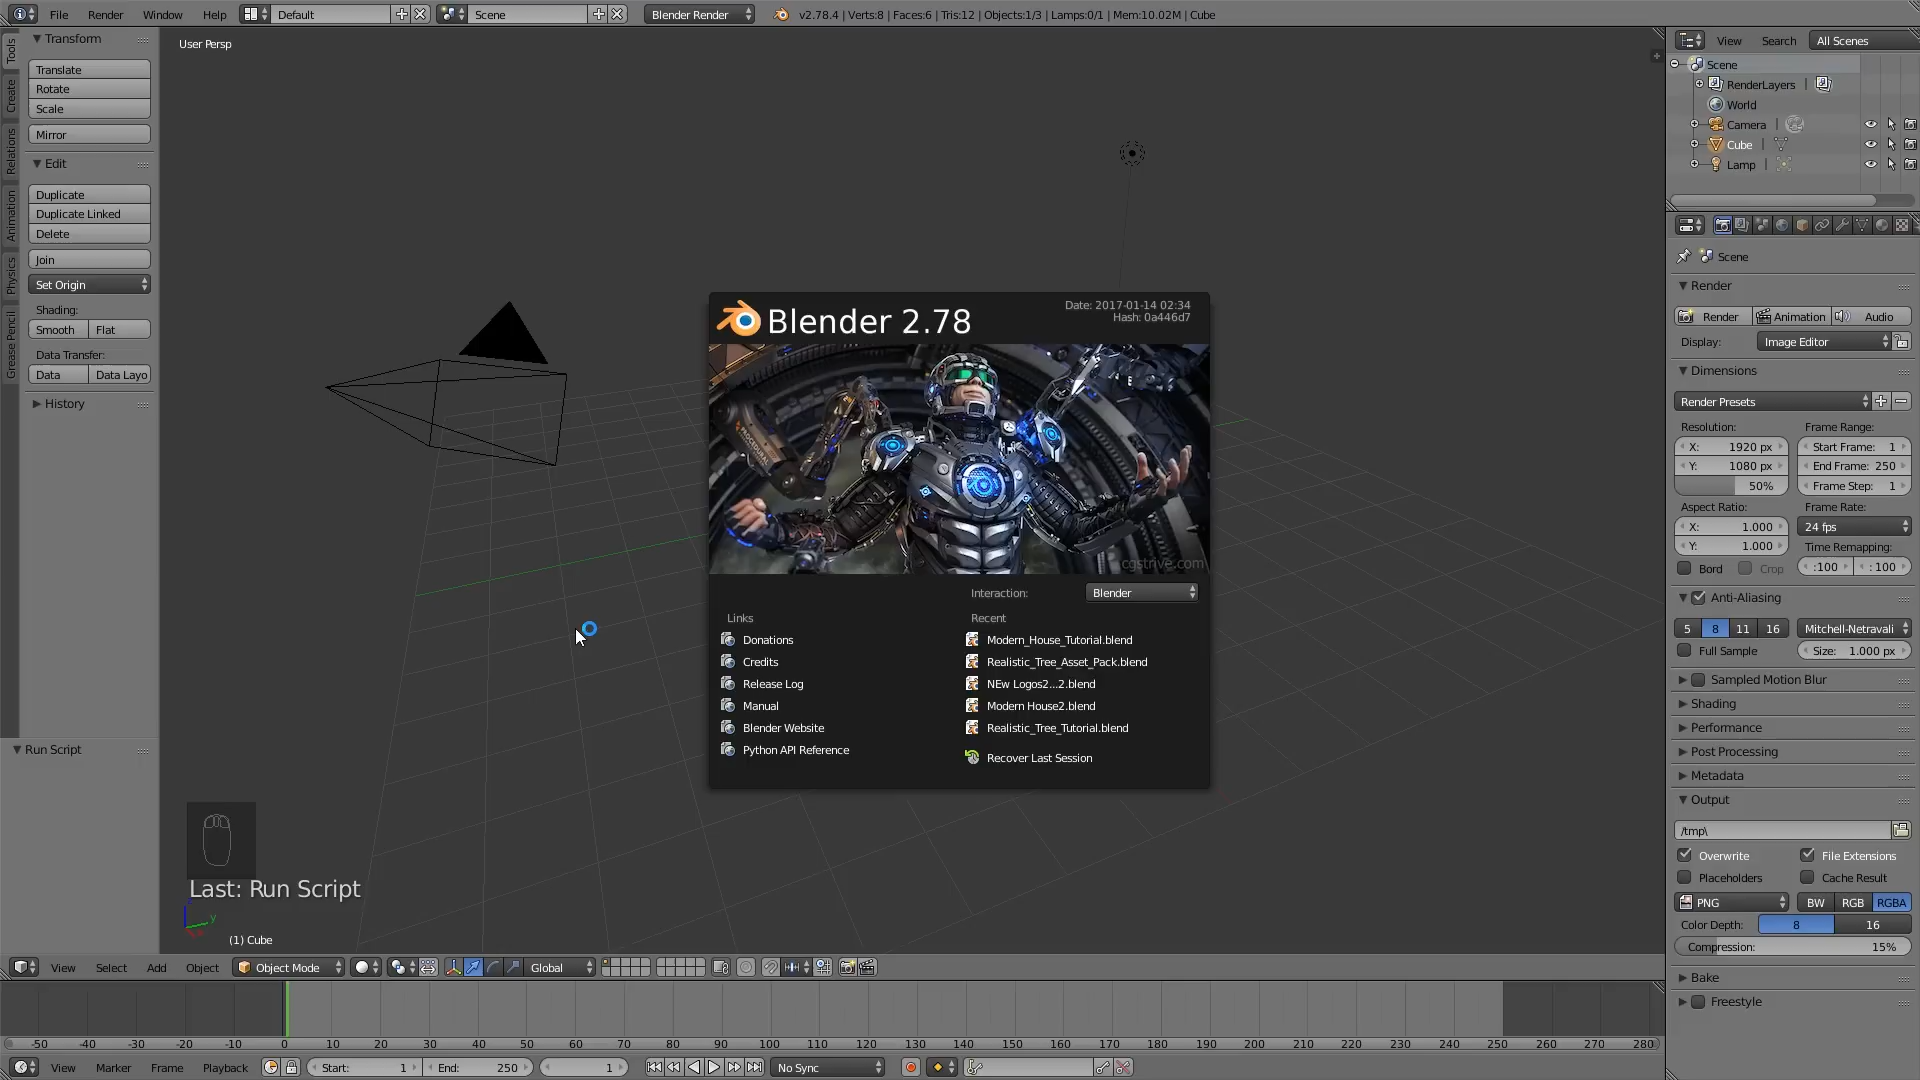 File Render Window Help Default Scene Blender Render v2.78.4 | Verts:8 | Faces:6 | Tris:12 | Objects:1/3 | Lamps:0/1 | Mem:10.02M | Cube
Tools
Create
Relations
Animation
Physics
Grease Pencil
Transform
Translate
Rotate
Scale
Mirror
Edit
Duplicate
Duplicate Linked
Delete
Join
Set Origin
Shading:
Smooth Flat
Data Transfer:
Data Data Layo
History
Run Script
User Persp
Blender 2.78
Date: 2017-01-14 02:34
Hash: 0a446d7
PROCEDURAL
cgstrive.com
Interaction: Blender
Links
Donations
Credits
Release Log
Manual
Blender Website
Python API Reference
Recent
Modern_House_Tutorial.blend
Realistic_Tree_Asset_Pack.blend
NEw Logos2...2.blend
Modern House2.blend
Realistic_Tree_Tutorial.blend
Recover Last Session
Last: Run Script
y
(1) Cube
View Select Add Object Object Mode Global
-50 -40 -30 -20 -10 0 10 20 30 40 50 60 70 80 90 100 110 120 130 140 150 160 170 180 190 200 210 220 230 240 250 260 270 280
View Marker Frame Playback Start: 1 End: 250 1 No Sync
View Search All Scenes
Scene
RenderLayers |
World
Camera |
Cube |
Lamp |
Scene
Render
Render Animation Audio
Display: Image Editor
Dimensions
Render Presets
Resolution: Frame Range:
X: 1920 px Start Frame: 1
Y: 1080 px End Frame: 250
50% Frame Step: 1
Aspect Ratio: Frame Rate:
X: 1.000 24 fps
Y: 1.000 Time Remapping:
Bord Crop :100 : 100
Anti-Aliasing
5 8 11 16 Mitchell-Netravali
Full Sample Size: 1.000 px
Sampled Motion Blur
Shading
Performance
Post Processing
Metadata
Output
/tmp\
Overwrite File Extensions
Placeholders Cache Result
PNG BW RGB RGBA
Color Depth: 8 16
Compression: 15%
Bake
Freestyle